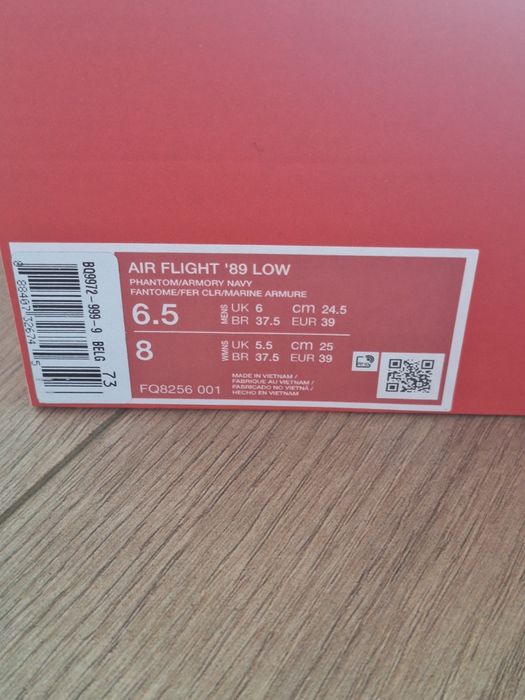 AIR FLIGHT '89 LOW
PHANTOM/ARMORY NAVY
FANTOME/FER CLR/MARINE ARMURE
6.5 MENS UK 6 cm 24.5
BR 37.5 EUR 39
8 WMNS UK 5.5 cm 25
BR 37.5 EUR 39
FQ8256 001
MADE IN VIETNAM /
FABRIQUE AU VIETNAM /
FABRICADO NO VIETNÃ /
HECHO EN VIETNAM
BQ9972-999-9 BELG 73